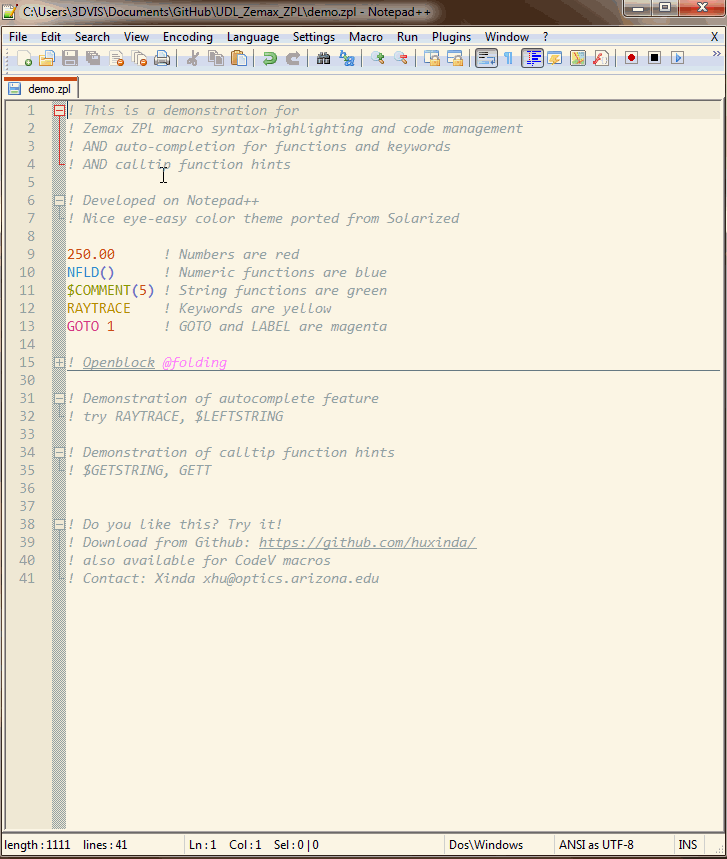 C:\Users\3DVIS\Documents\GitHub\UDL_Zemax_ZPL\demo.zpl - Notepad++
File Edit Search View Encoding Language Settings Macro Run Plugins Window ? X
demo.zpl
1 ! This is a demonstration for
2 ! Zemax ZPL macro syntax-highlighting and code management
3 ! AND auto-completion for functions and keywords
4 ! AND calltip function hints
5
6 ! Developed on Notepad++
7 ! Nice eye-easy color theme ported from Solarized
8
9 250.00 ! Numbers are red
10 NFLD() ! Numeric functions are blue
11 $COMMENT(5) ! String functions are green
12 RAYTRACE ! Keywords are yellow
13 GOTO 1 ! GOTO and LABEL are magenta
14
15 ! Openblock @folding
30
31 ! Demonstration of autocomplete feature
32 ! try RAYTRACE, $LEFTSTRING
33
34 ! Demonstration of calltip function hints
35 ! $GETSTRING, GETT
36
37
38 ! Do you like this? Try it!
39 ! Download from Github: https://github.com/huxinda/
40 ! also available for CodeV macros
41 ! Contact: Xinda xhu@optics.arizona.edu
length : 1111 lines : 41 Ln : 1 Col : 1 Sel : 0 | 0 Dos\Windows ANSI as UTF-8 INS